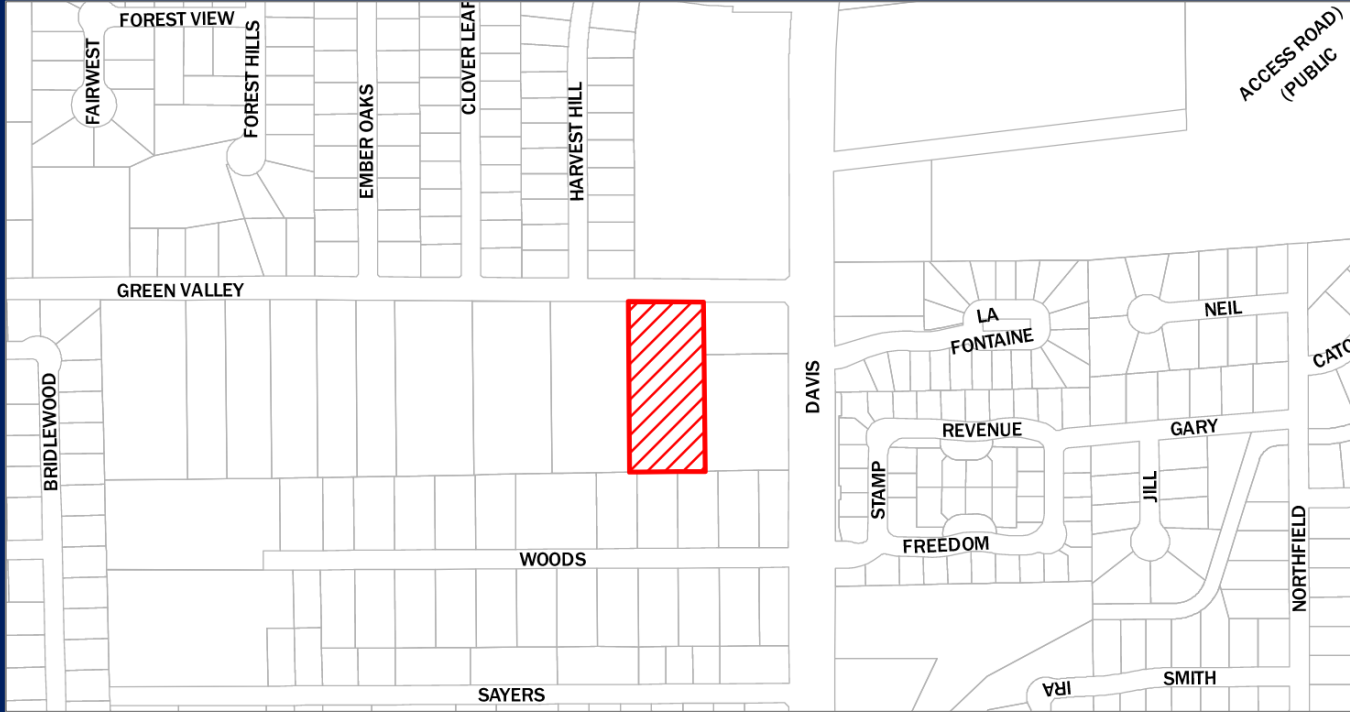 FOREST VIEW
FAIRWEST
FOREST HILLS
EMBER OAKS
CLOVER LEAF
HARVEST HILL
ACCESS ROAD)
(PUBLIC
GREEN VALLEY
BRIDLEWOOD
DAVIS
LA
FONTAINE
NEIL
REVENUE
GARY
STAMP
JILL
FREEDOM
NORTHFIELD
WOODS
SAYERS
IRA
SMITH